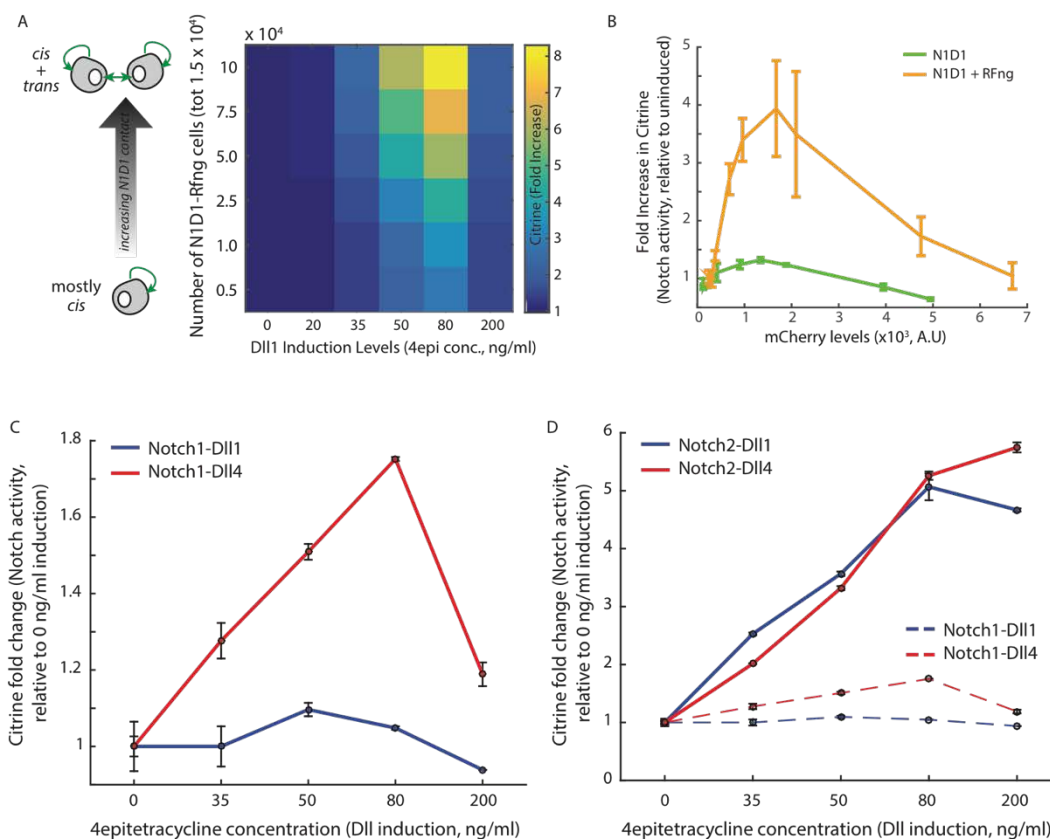 A
cis
+
trans
increasing N1D1 contact
mostly
cis
Number of N1D1-Rfng cells (tot 1.5 x 10⁴)
x 10⁴
10
7.5
5.0
2.5
1.0
0.5
0 20 35 50 80 200
Dll1 Induction Levels (4epi conc., ng/ml)
Citrine (Fold Increase)
8
7
6
5
4
3
2
1
B
Fold Increase in Citrine
(Notch activity, relative to uninduced)
5
4
3
2
1
N1D1
N1D1 + RFng
0 1 2 3 4 5 6 7
mCherry levels (x10³, A.U)
C
Citrine fold change (Notch activity,
relative to 0 ng/ml induction)
1.8
1.6
1.4
1.2
1
Notch1-Dll1
Notch1-Dll4
0 35 50 80 200
4epitetracycline concentration (Dll induction, ng/ml)
D
Citrine fold change (Notch activity,
relative to 0 ng/ml induction)
6
5
4
3
2
1
0
Notch2-Dll1
Notch2-Dll4
Notch1-Dll1
Notch1-Dll4
0 35 50 80 200
4epitetracycline concentration (Dll induction, ng/ml)